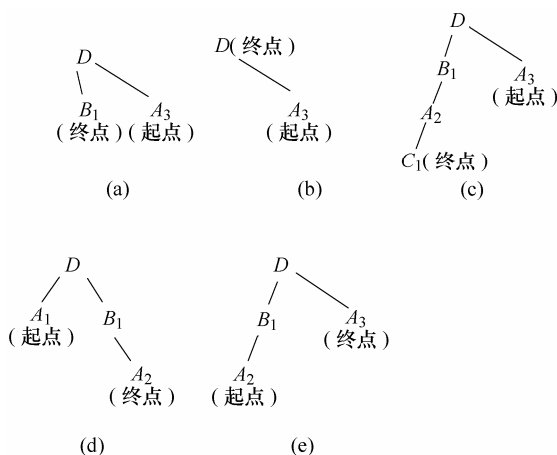 D
B₁
(终点)
A₃
(起点)
(a)
D(终点)
A₃
(起点)
(b)
D
B₁
A₃
(起点)
A₂
C₁(终点)
(c)
D
A₁
(起点)
B₁
A₂
(终点)
(d)
D
B₁
A₃
(终点)
A₂
(起点)
(e)